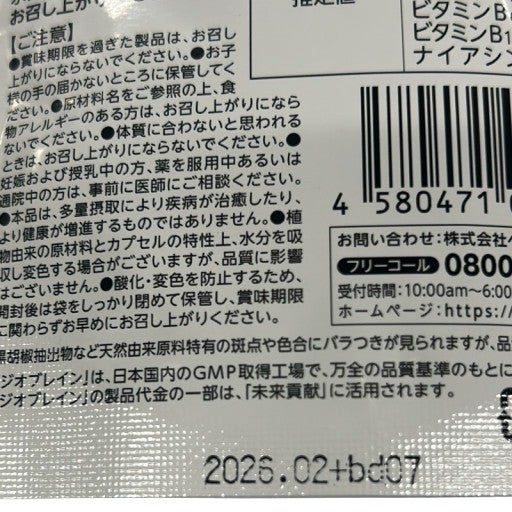 お召し上がり
【ご注意】
●賞味期限を過ぎた製品は、お召し
上がりにならないでください。●お子
様の手の届かないところに保管してく
ださい。●原材料名をご参照の上、食
物アレルギーのある方は、お召し上がりにな
らないでください。●体質に合わないと思われる
ときは、お召し上がりにならないでください。●
妊娠および授乳中の方、薬を服用中あるいは
通院中の方は、事前に医師にご相談ください。
●本品は、多量摂取により疾病が治癒したり、
より健康が増進するものではありません。●植
物由来の原材料とカプセルの特性上、水分を吸
収し変色する場合がございますが、品質に影響
はございません。●酸化・変色を防止するため、
開封後は袋をしっかり閉めて保管し、賞味期限
に関わらずお早めにお召し上がりください。
推定値
ビタミンB
ビタミンB1
ナイアシン
4 580471
お問い合わせ：株式会社
フリーコール 0800
受付時間：10:00am〜6:00
ホームページ：https:/
黒胡椒抽出物など天然由来原料特有の斑点や色合にバラつきが見られますが、品
ジオブレイン」は、日本国内のGMP取得工場で、万全の品質基準のもとに
ジオブレイン」の製品代金の一部は、「未来貢献」に活用されます。
2026.02+bd07